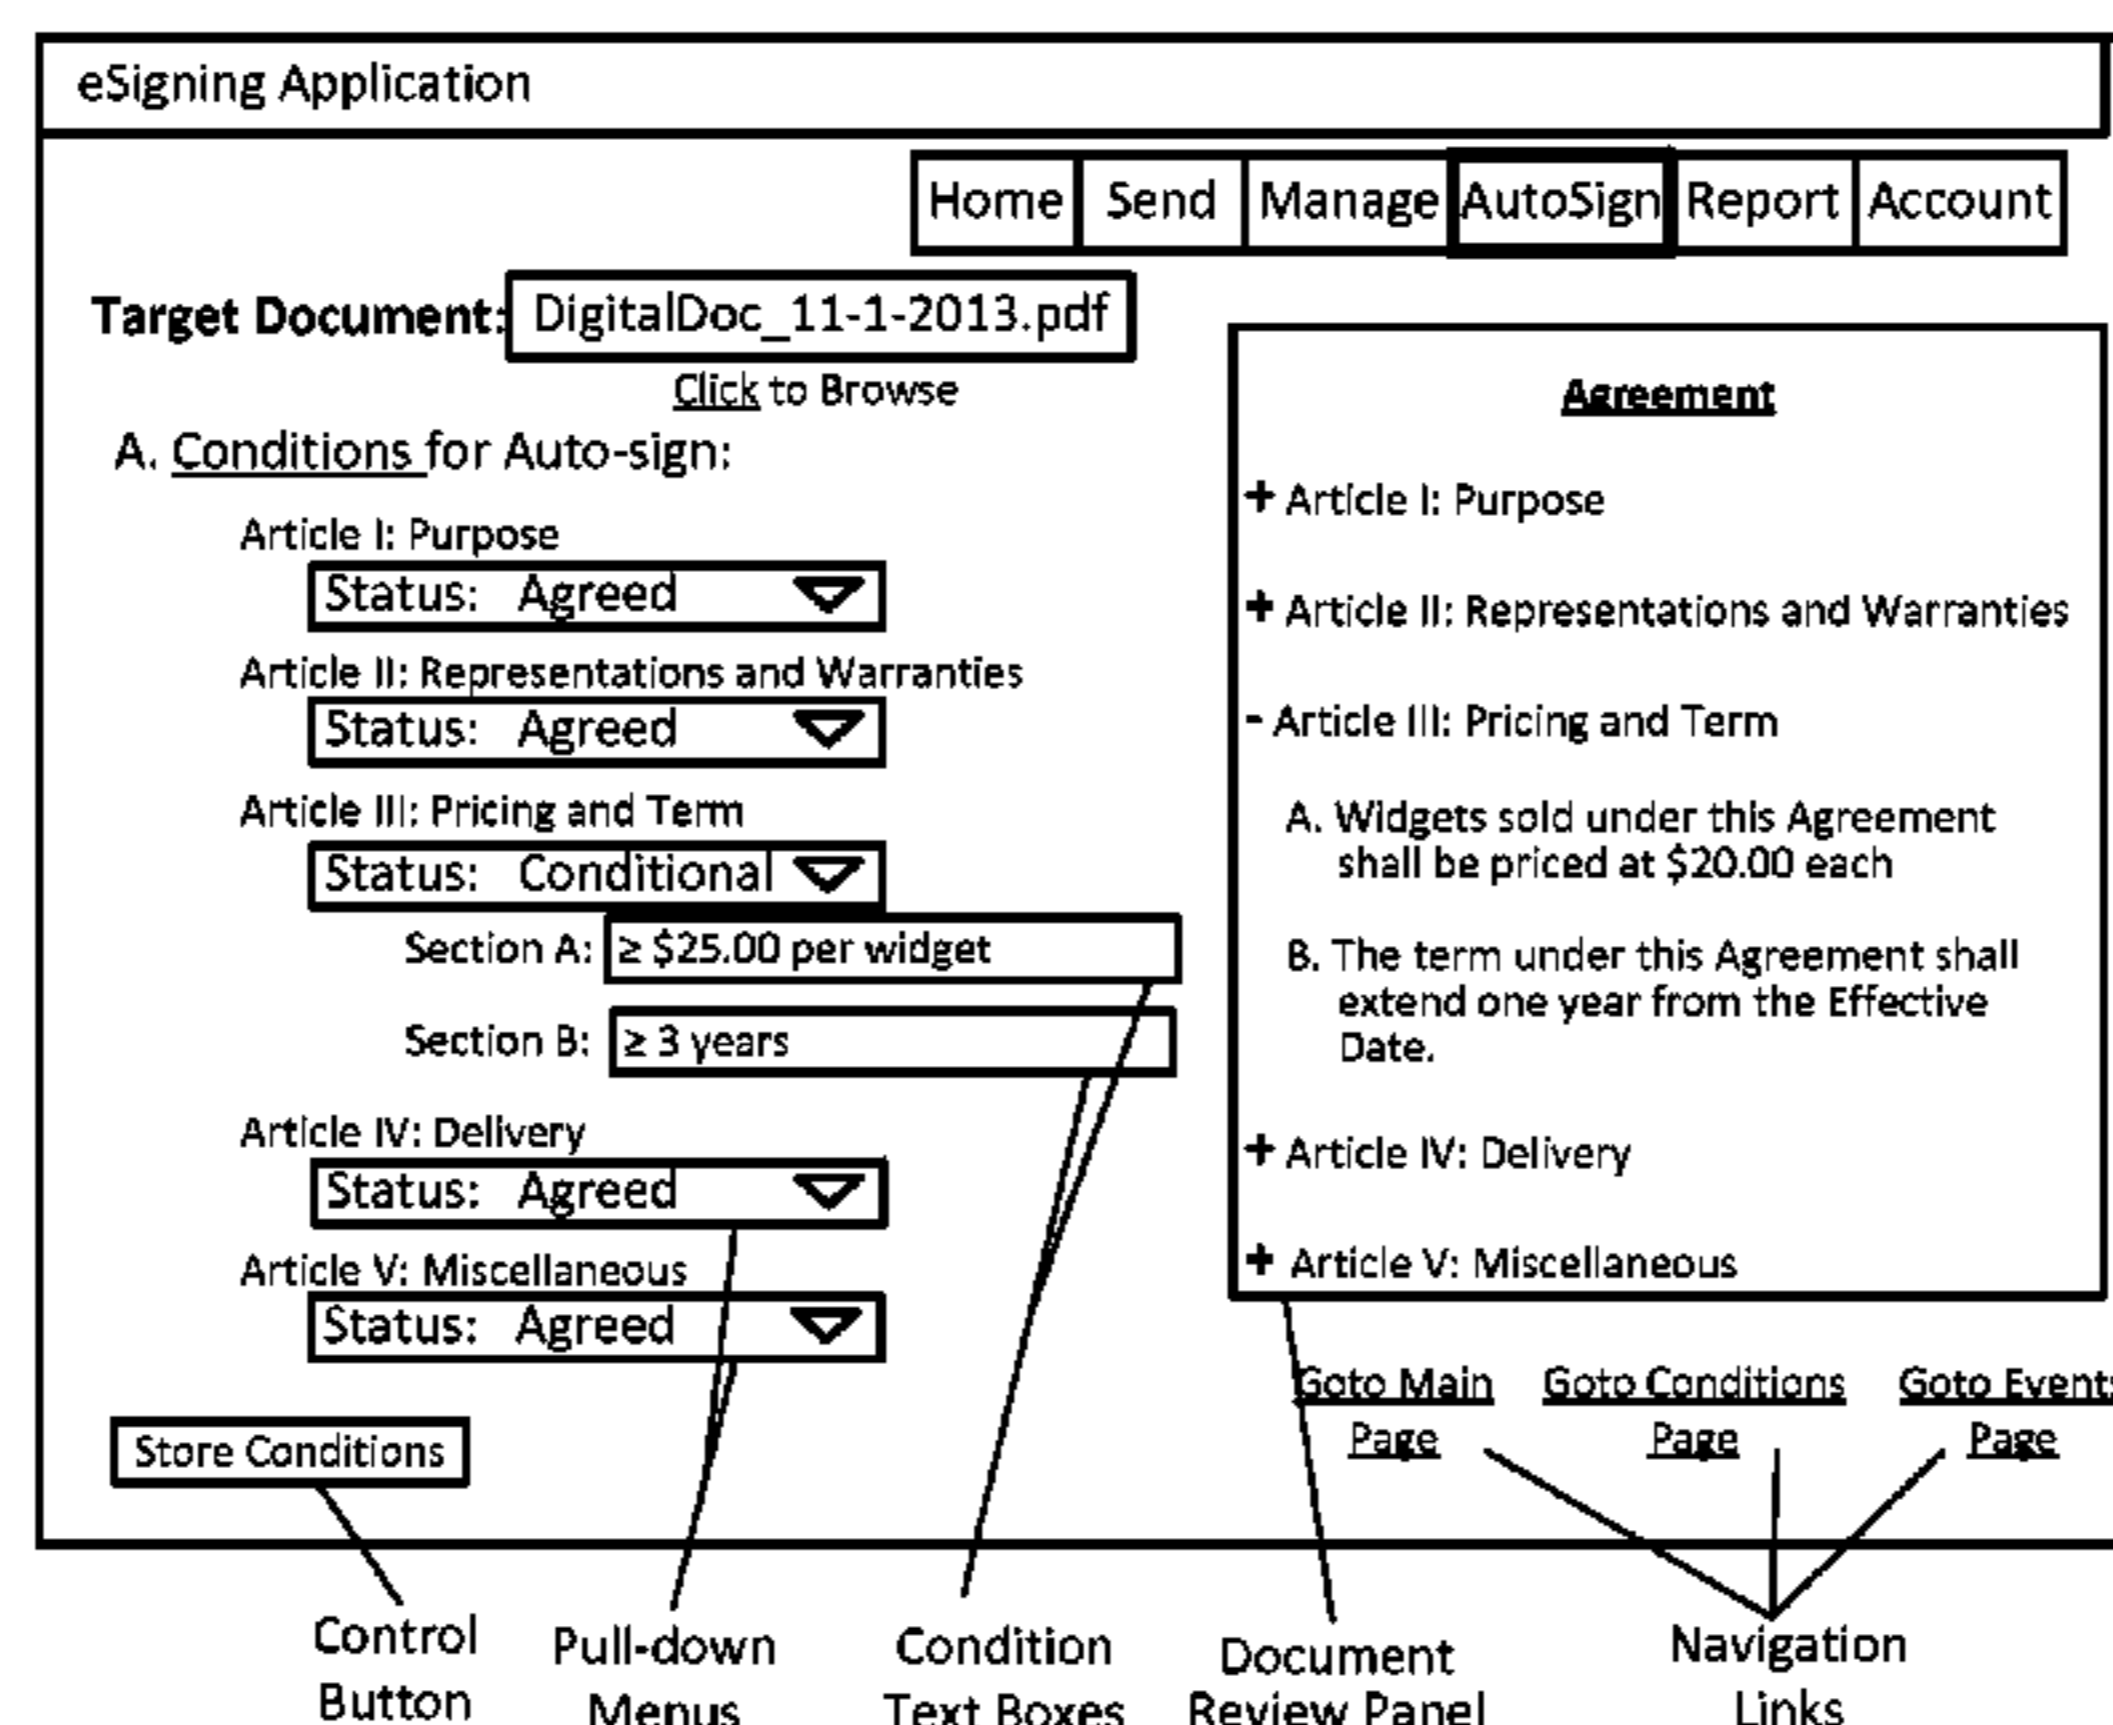 eSigning Application
Home Send Manage AutoSign Report Account
Target Document: DigitalDoc_11-1-2013.pdf
Click to Browse
A. Conditions for Auto-sign:
Article I: Purpose
Status: Agreed
Article II: Representations and Warranties
Status: Agreed
Article III: Pricing and Term
Status: Conditional
Section A: ≥ $25.00 per widget
Section B: ≥ 3 years
Article IV: Delivery
Status: Agreed
Article V: Miscellaneous
Status: Agreed
Store Conditions
Agreement
+ Article I: Purpose
+ Article II: Representations and Warranties
- Article III: Pricing and Term
A. Widgets sold under this Agreement
shall be priced at $20.00 each
B. The term under this Agreement shall
extend one year from the Effective
Date.
+ Article IV: Delivery
+ Article V: Miscellaneous
Goto Main
Page
Goto Conditions
Page
Goto Events
Page
Control
Button
Pull-down
Menus
Condition
Text Boxes
Document
Review Panel
Navigation
Links